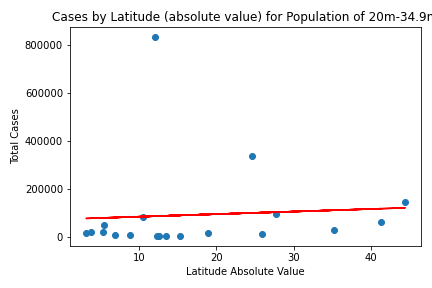 Cases by Latitude (absolute value) for Population of 20m-34.9m
800000
600000
400000
200000
0
Total Cases
10 20 30 40
Latitude Absolute Value